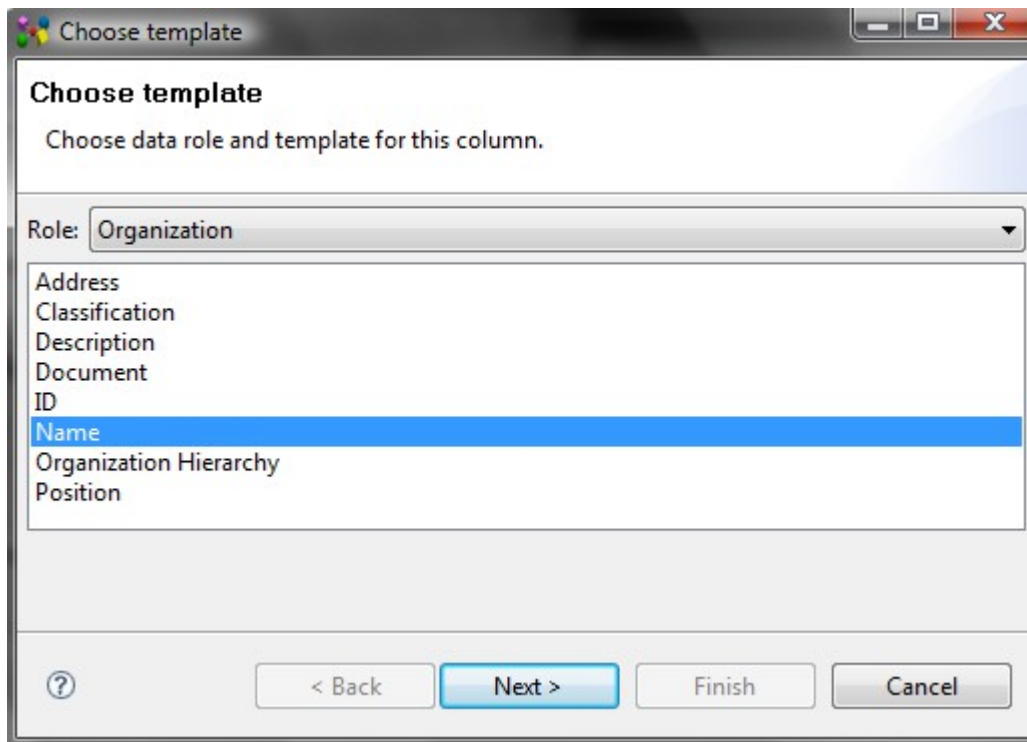 Choose template
Choose template
Choose data role and template for this column.
Role: Organization
Address
Classification
Description
Document
ID
Name
Organization Hierarchy
Position
? < Back Next > Finish Cancel